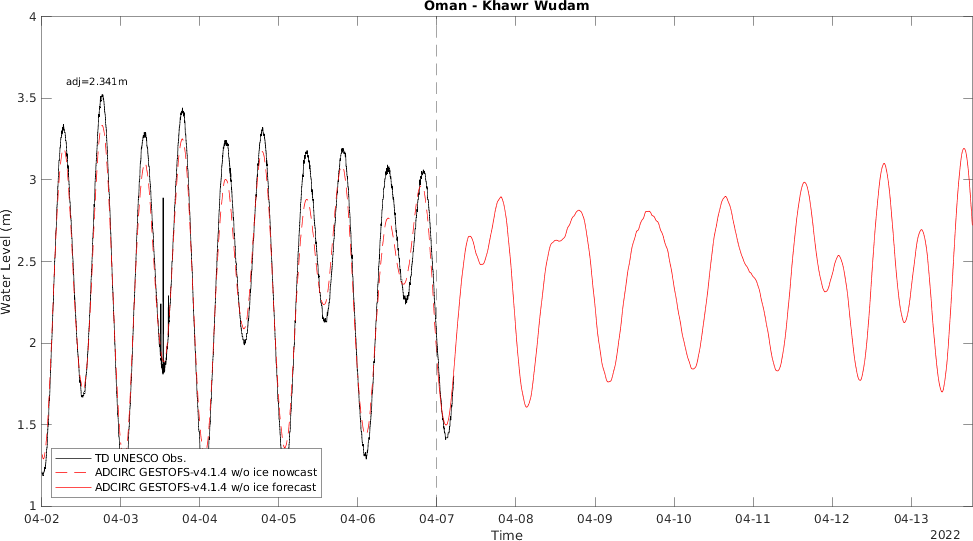 Oman - Khawr Wudam
adj=2.341m
4
3.5
3
2.5
2
1.5
1
Water Level (m)
TD UNESCO Obs.
ADCIRC GESTOFS-v4.1.4 w/o ice nowcast
ADCIRC GESTOFS-v4.1.4 w/o ice forecast
04-02 04-03 04-04 04-05 04-06 04-07 04-08 04-09 04-10 04-11 04-12 04-13
Time
2022